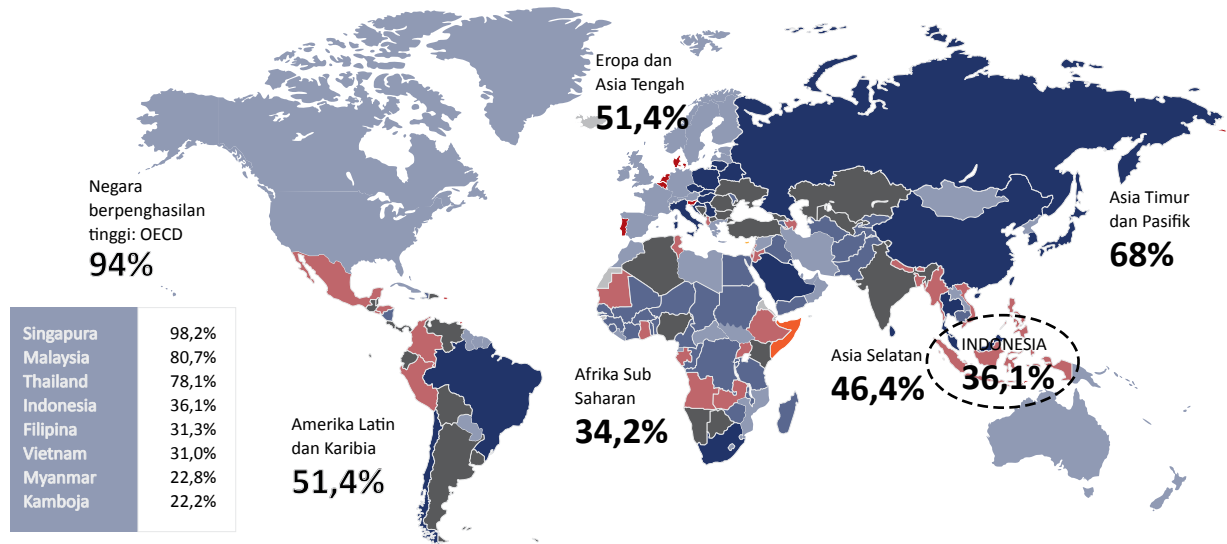 Eropa dan
Asia Tengah
51,4%
Negara
berpenghasilan
tinggi: OECD
94%
Asia Timur
dan Pasifik
68%
Singapura 98,2%
Malaysia 80,7%
Thailand 78,1%
Indonesia 36,1%
Filipina 31,3%
Vietnam 31,0%
Myanmar 22,8%
Kamboja 22,2%
Amerika Latin
dan Karibia
51,4%
Afrika Sub
Saharan
34,2%
Asia Selatan
46,4%
INDONESIA
36,1%